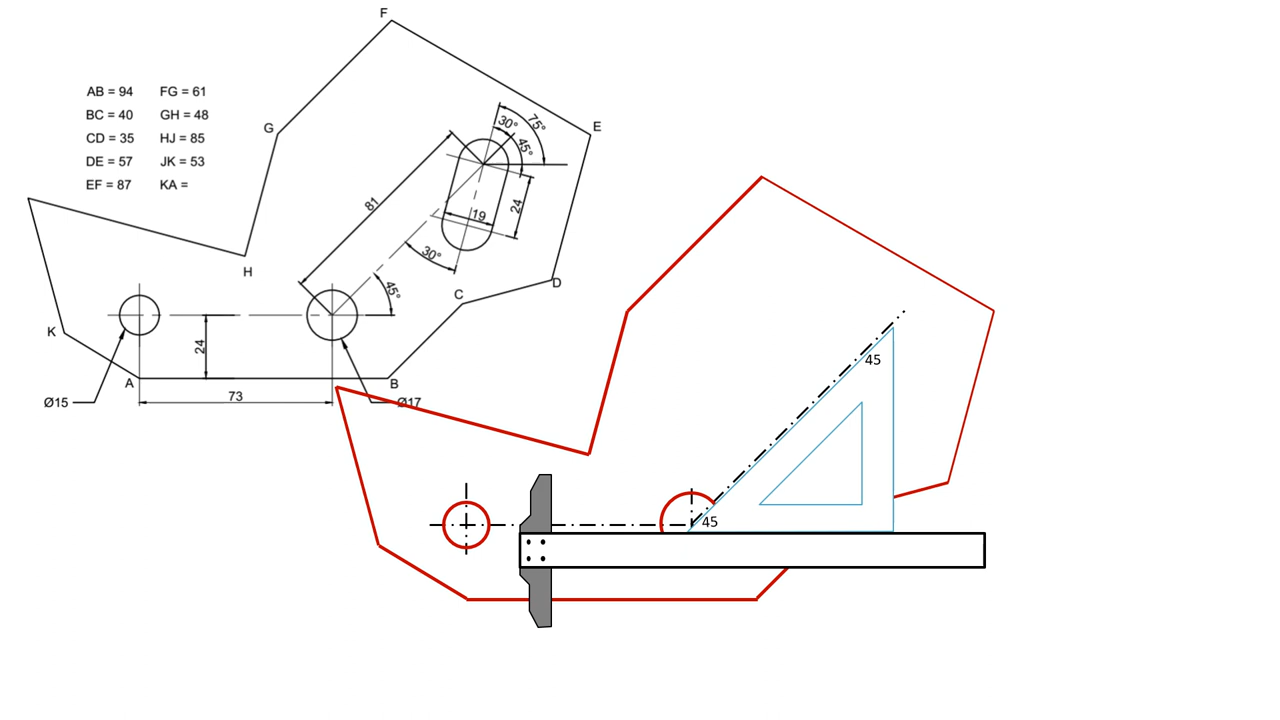 F
AB = 94 FG = 61
BC = 40 GH = 48
CD = 35 HJ = 85
DE = 57 JK = 53
EF = 87 KA =
G
E
30°
75°
45°
81
19
24
30°
45°
H
D
C
K
24
A
B
73
Ø15
Ø17
45
45